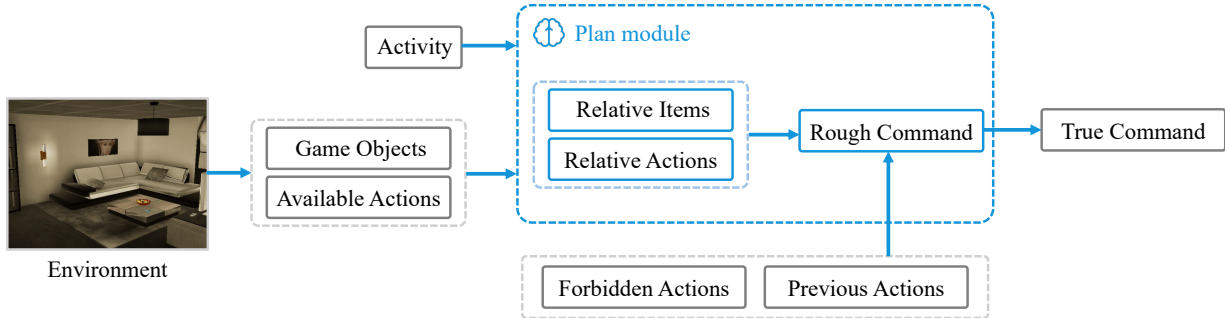 Activity
Plan module
Relative Items
Relative Actions
Rough Command
True Command
Game Objects
Available Actions
Environment
Forbidden Actions
Previous Actions